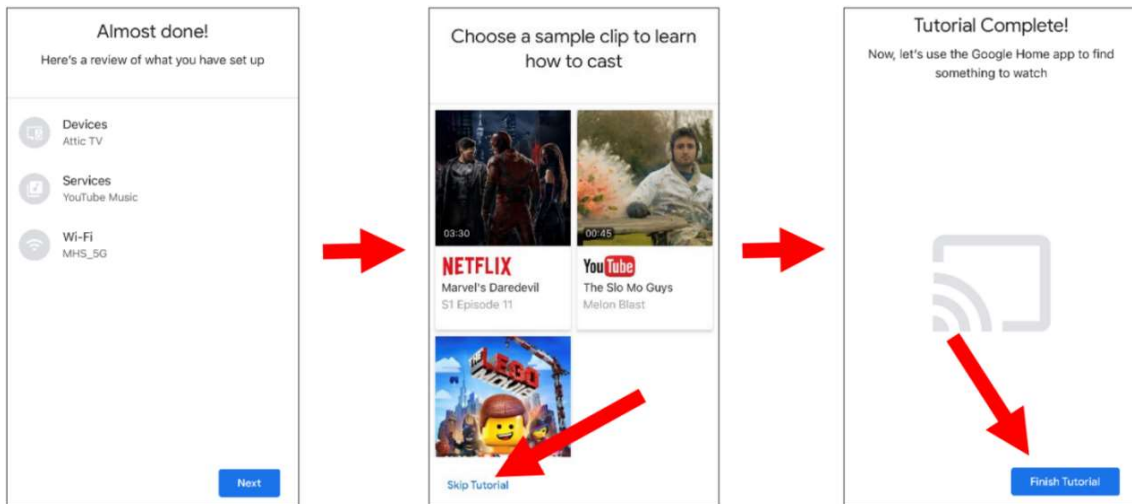 Almost done!
Here's a review of what you have set up
Devices
Attic TV
Services
YouTube Music
Wi-Fi
MHS_5G
Next
Choose a sample clip to learn
how to cast
03:30
00:45
NETFLIX
Marvel's Daredevil
S1 Episode 11
YouTube
The Slo Mo Guys
Melon Blast
THE LEGO
MOVIE
Skip Tutorial
Tutorial Complete!
Now, let's use the Google Home app to find
something to watch
Finish Tutorial